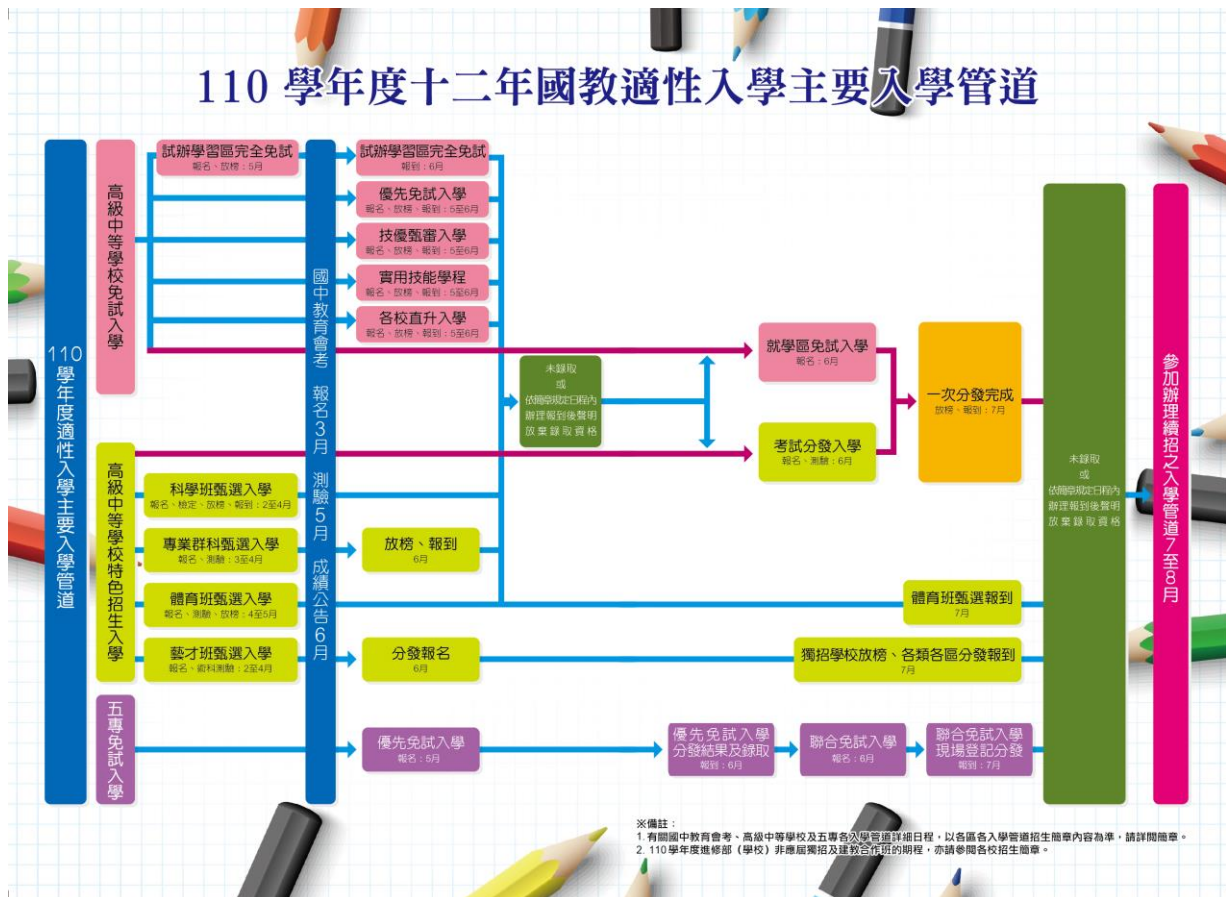 110 學年度十二年國教適性入學主要入學管道
110學年度適性入學主要入學管道
高級中等學校免試入學
試辦學習區完全免試
報名、放榜：5月
國中教育會考 報名3月 測驗5月 成績公告6月
試辦學習區完全免試
報到：6月
優先免試入學
報名、放榜、報到：5至6月
技優甄審入學
報名、放榜、報到：5至6月
實用技能學程
報名、放榜、報到：5至6月
各校直升入學
報名、放榜、報到：5至6月
未錄取
或
依簡章規定日程內
辦理報到後聲明
放棄錄取資格
就學區免試入學
報名：6月
考試分發入學
報名、測驗：6月
一次分發完成
放榜、報到：7月
高級中等學校特色招生入學
科學班甄選入學
報名、檢定、放榜、報到：2至4月
專業群科甄選入學
報名、測驗：3至4月
放榜、報到
6月
體育班甄選入學
報名、測驗、放榜：4至5月
體育班甄選報到
7月
藝才班甄選入學
報名、術科測驗：2至4月
分發報名
6月
獨招學校放榜、各類各區分發報到
7月
五專免試入學
優先免試入學
報名：5月
優先免試入學
分發結果及錄取
報到：6月
聯合免試入學
報名：6月
聯合免試入學
現場登記分發
報到：7月
未錄取
或
依簡章規定日程內
辦理報到後聲明
放棄錄取資格
參加辦理續招之入學管道7至8月
※備註：
1. 有關國中教育會考、高級中等學校及五專各入學管道詳細日程，以各區各入學管道招生簡章內容為準，請詳閱簡章。
2. 110學年度進修部（學校）非應屆獨招及建教合作班的期程，亦請參閱各校招生簡章。